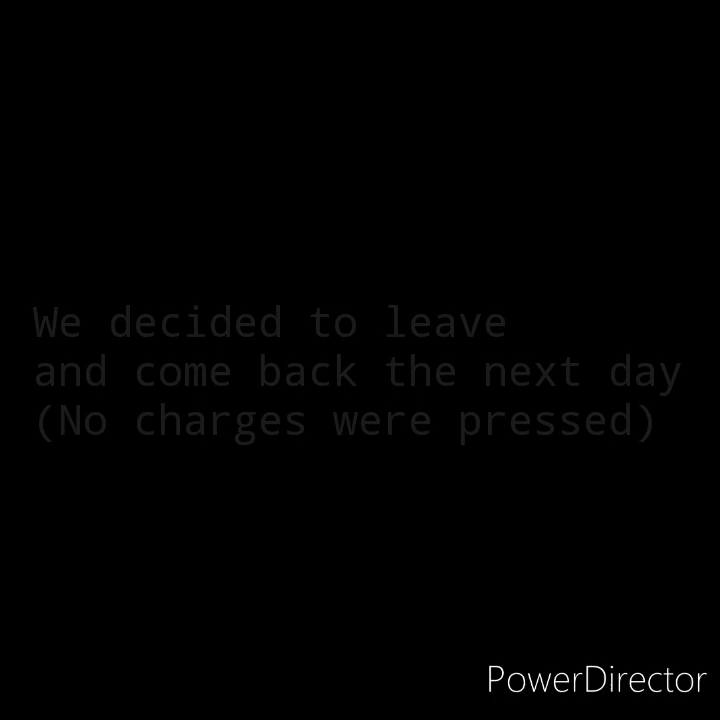 We decided to leave
and come back the next day
(No charges were pressed)
PowerDirector